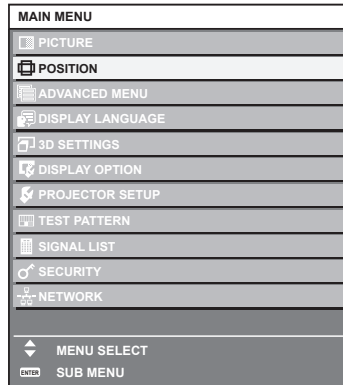 MAIN MENU
PICTURE
POSITION
ADVANCED MENU
DISPLAY LANGUAGE
3D SETTINGS
DISPLAY OPTION
PROJECTOR SETUP
TEST PATTERN
SIGNAL LIST
SECURITY
NETWORK
MENU SELECT
ENTER SUB MENU